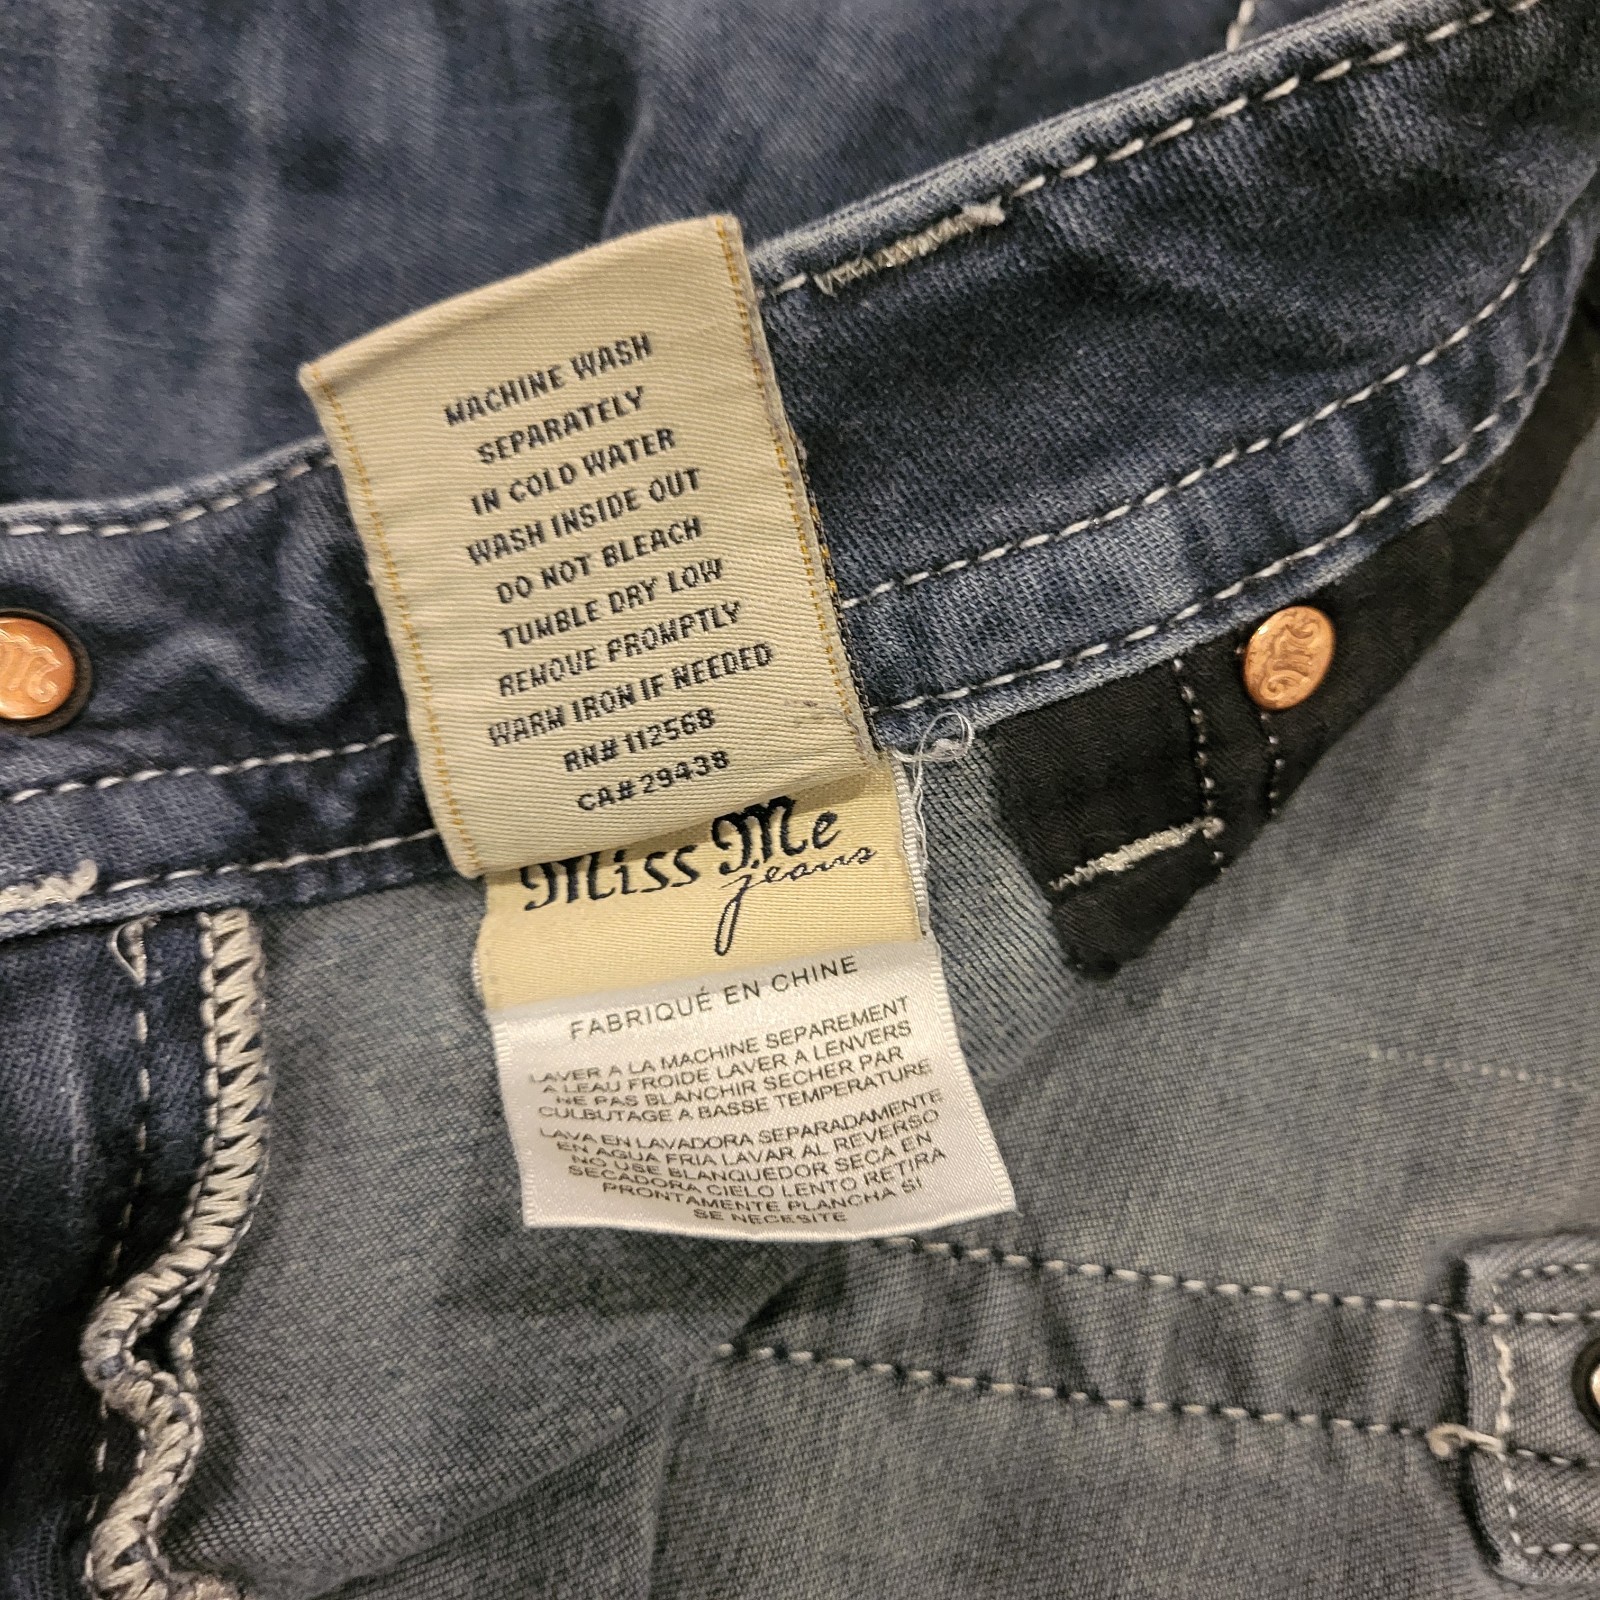 MACHINE WASH
SEPARATELY
IN COLD WATER
WASH INSIDE OUT
DO NOT BLEACH
TUMBLE DRY LOW
REMOVE PROMPTLY
WARM IRON IF NEEDED
RN# 112568
CA# 29438
Miss Me
jeans
FABRIQUÉ EN CHINE
LAVER A LA MACHINE SEPAREMENT
A LEAU FROIDE LAVER A LENVERS
NE PAS BLANCHIR SECHER PAR
CULBUTAGE A BASSE TEMPERATURE
LAVA EN LAVADORA SEPARADAMENTE
EN AGUA FRIA LAVAR AL REVERSO
NO USE BLANQUEDOR SECA EN
SECADORA CIELO LENTO RETIRA
PRONTAMENTE PLANCHA SI
SE NECESITE